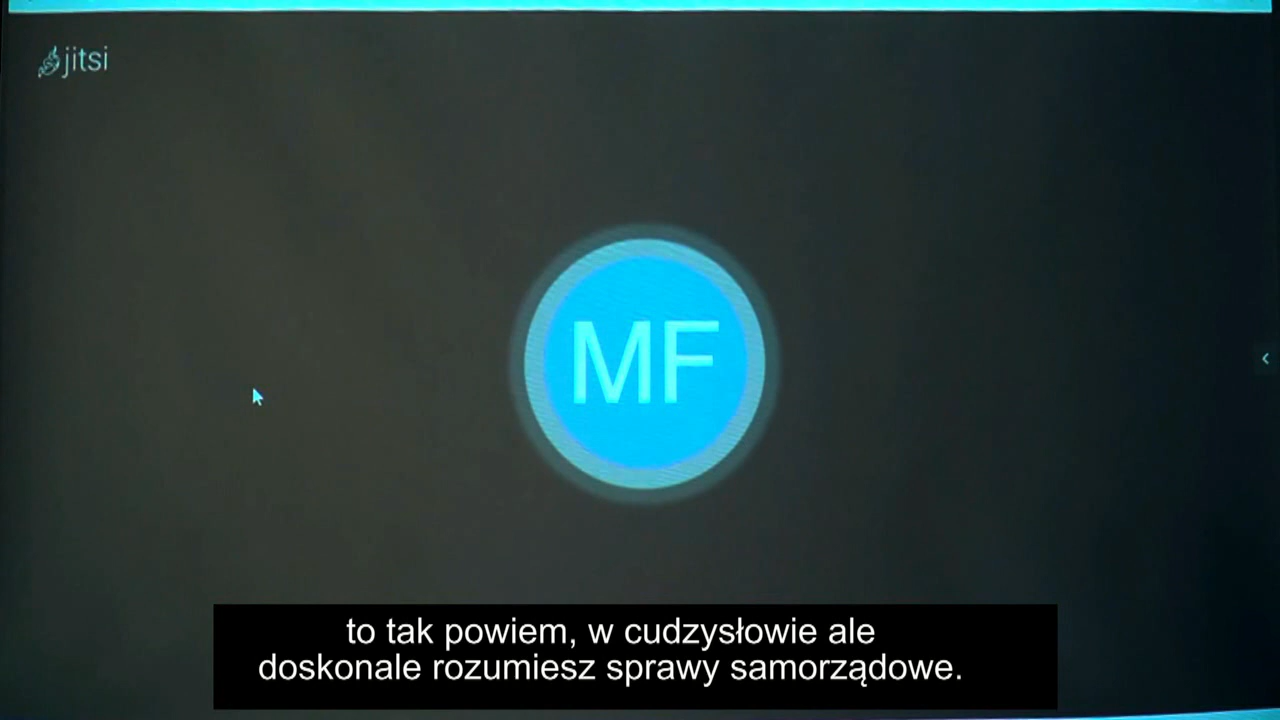 jitsi
MF
to tak powiem, w cudzysłowie ale
doskonale rozumiesz sprawy samorządowe.